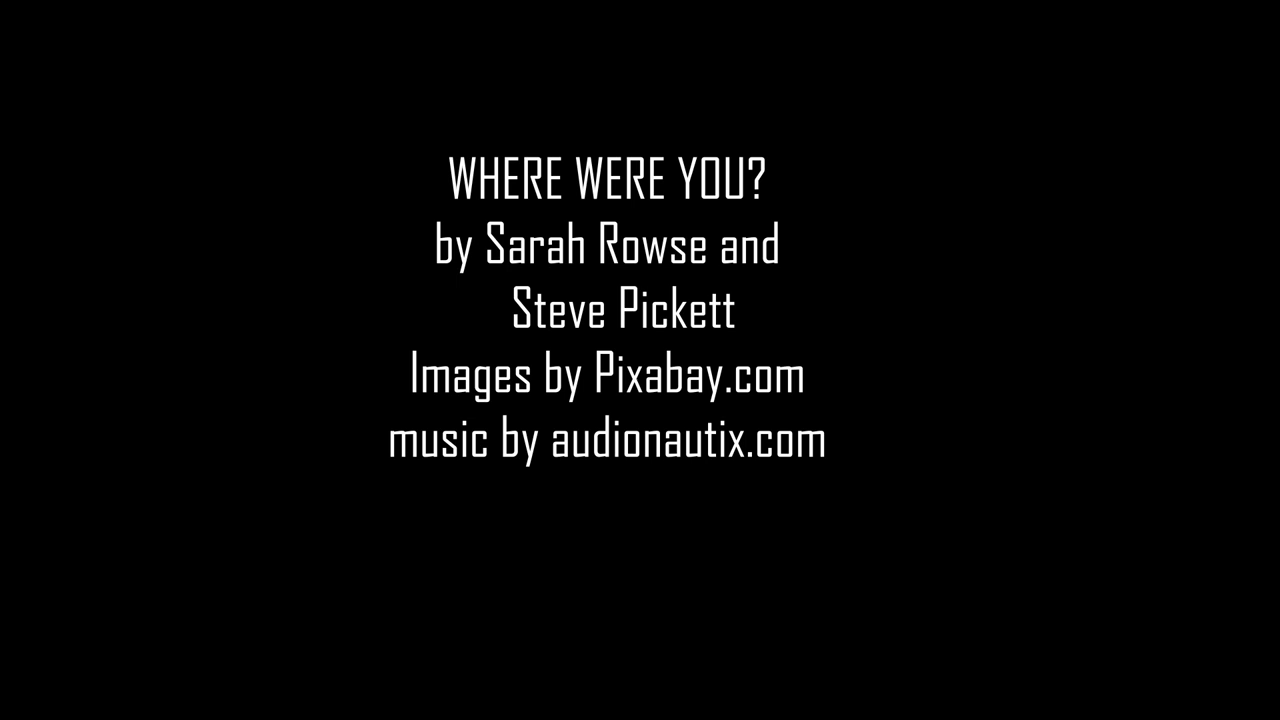 WHERE WERE YOU?
by Sarah Rowse and
Steve Pickett
Images by Pixabay.com
music by audionautix.com